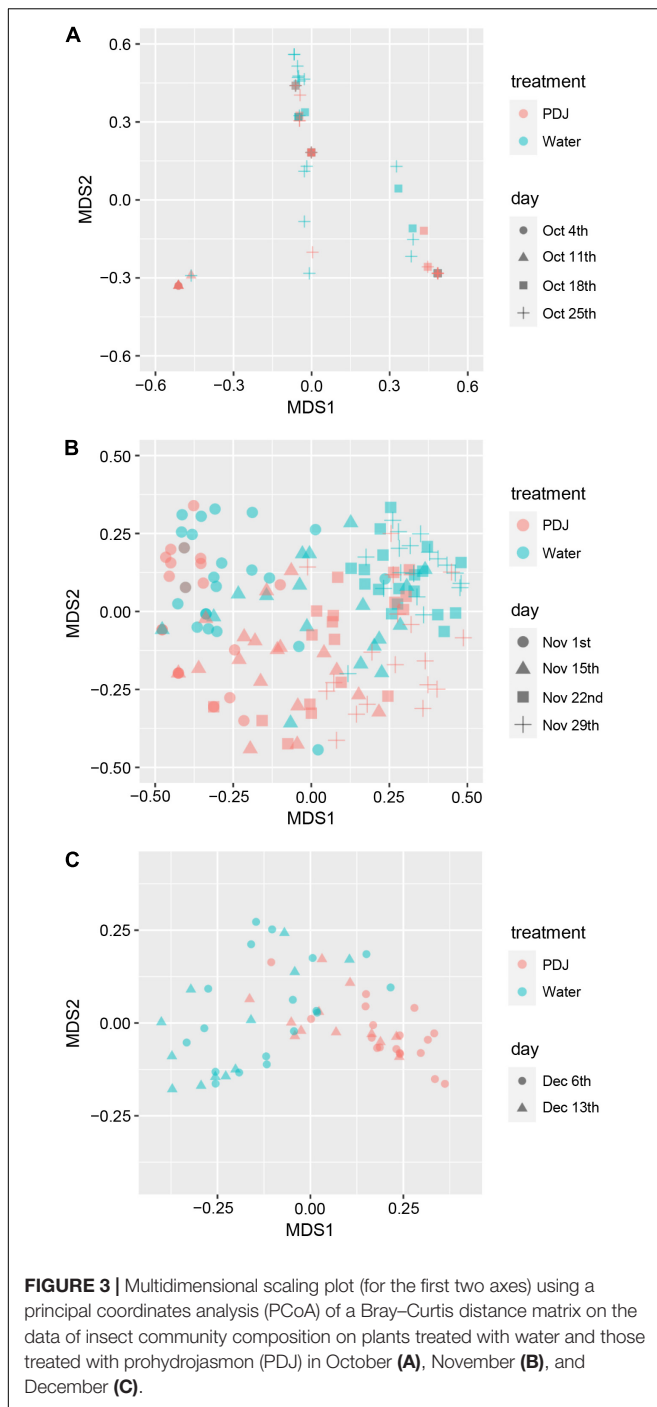 A
0.6
0.3
0.0
−0.3
−0.6
MDS2
−0.6
−0.3
0.0
0.3
0.6
MDS1
treatment
PDJ
Water
day
Oct 4th
Oct 11th
Oct 18th
Oct 25th
B
0.50
0.25
0.00
−0.25
−0.50
MDS2
−0.50
−0.25
0.00
0.25
0.50
MDS1
treatment
PDJ
Water
day
Nov 1st
Nov 15th
Nov 22nd
Nov 29th
C
0.25
0.00
−0.25
MDS2
−0.25
0.00
0.25
MDS1
treatment
PDJ
Water
day
Dec 6th
Dec 13th
FIGURE 3 | Multidimensional scaling plot (for the first two axes) using a
principal coordinates analysis (PCoA) of a Bray–Curtis distance matrix on the
data of insect community composition on plants treated with water and those
treated with prohydrojasmon (PDJ) in October (A), November (B), and
December (C).